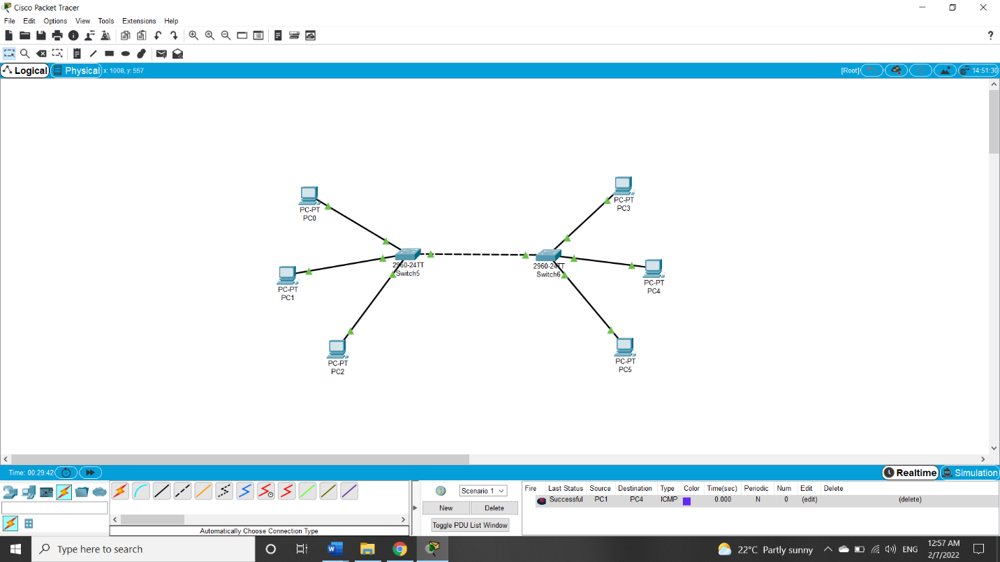 Cisco Packet Tracer
File Edit Options View Tools Extensions Help
?
Logical Physical x: 1008, y: 557 [Root] 14:51:30
PC-PT
PC0
PC-PT
PC3
2960-24TT
Switch5
2960-24TT
Switch6
PC-PT
PC1
PC-PT
PC4
PC-PT
PC2
PC-PT
PC5
Time: 00:29:42 Realtime Simulation
Scenario 1
New Delete
Toggle PDU List Window
Automatically Choose Connection Type
Fire Last Status Source Destination Type Color Time(sec) Periodic Num Edit Delete
Successful PC1 PC4 ICMP 0.000 N 0 (edit) (delete)
Type here to search
22°C Partly sunny ENG
12:57 AM
2/7/2022